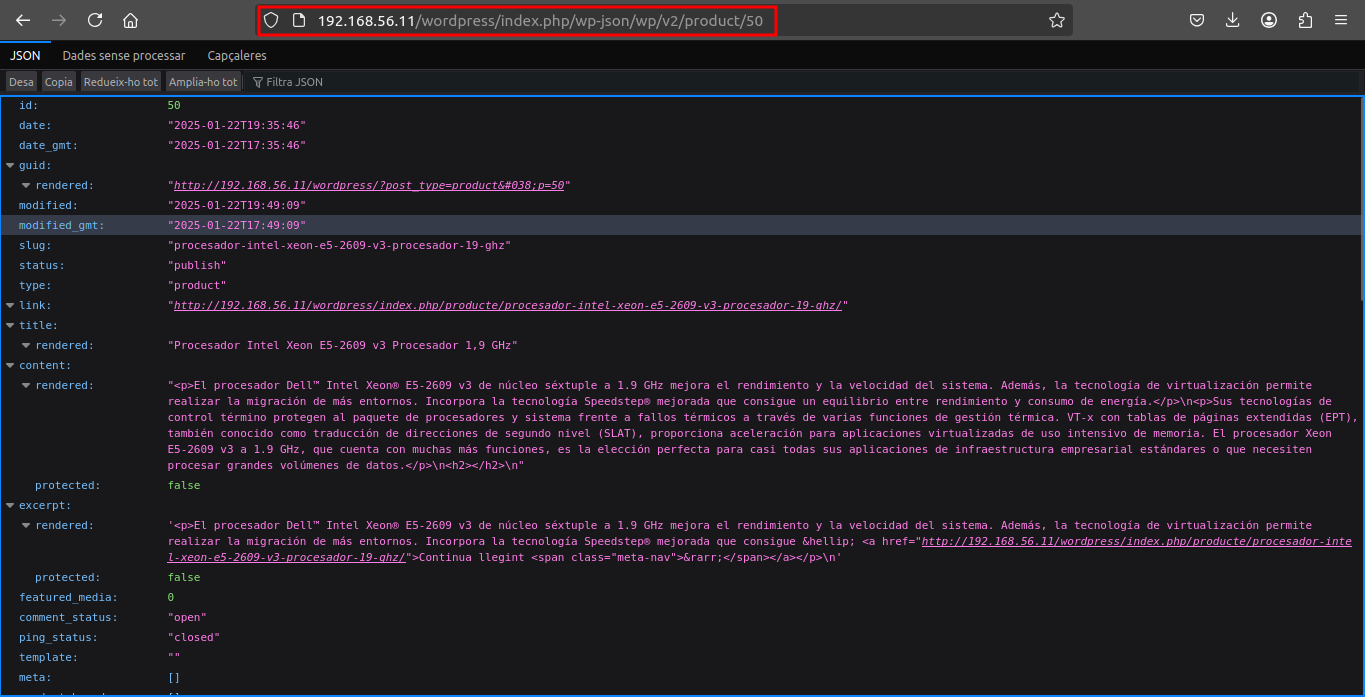 192.168.56.11/wordpress/index.php/wp-json/wp/v2/product/50
JSON Dades sense processar Capçaleres
Desa Copia Redueix-ho tot Amplia-ho tot Filtra JSON
id: 50
date: "2025-01-22T19:35:46"
date_gmt: "2025-01-22T17:35:46"
guid:
rendered: "http://192.168.56.11/wordpress/?post_type=product&#038;p=50"
modified: "2025-01-22T19:49:09"
modified_gmt: "2025-01-22T17:49:09"
slug: "procesador-intel-xeon-e5-2609-v3-procesador-19-ghz"
status: "publish"
type: "product"
link: "http://192.168.56.11/wordpress/index.php/producte/procesador-intel-xeon-e5-2609-v3-procesador-19-ghz/"
title:
rendered: "Procesador Intel Xeon E5-2609 v3 Procesador 1,9 GHz"
content:
rendered: "<p>El procesador Dell™ Intel Xeon® E5-2609 v3 de núcleo séxtuple a 1.9 GHz mejora el rendimiento y la velocidad del sistema. Además, la tecnología de virtualización permite
realizar la migración de más entornos. Incorpora la tecnología Speedstep® mejorada que consigue un equilibrio entre rendimiento y consumo de energía.</p>\n<p>Sus tecnologías de
control término protegen al paquete de procesadores y sistema frente a fallos térmicos a través de varias funciones de gestión térmica. VT-x con tablas de páginas extendidas (EPT),
también conocido como traducción de direcciones de segundo nivel (SLAT), proporciona aceleración para aplicaciones virtualizadas de uso intensivo de memoria. El procesador Xeon
E5-2609 v3 a 1.9 GHz, que cuenta con muchas más funciones, es la elección perfecta para casi todas sus aplicaciones de infraestructura empresarial estándares o que necesiten
procesar grandes volúmenes de datos.</p>\n<h2></h2>\n"
protected: false
excerpt:
rendered: '<p>El procesador Dell™ Intel Xeon® E5-2609 v3 de núcleo séxtuple a 1.9 GHz mejora el rendimiento y la velocidad del sistema. Además, la tecnología de virtualización permite
realizar la migración de más entornos. Incorpora la tecnología Speedstep® mejorada que consigue &hellip; <a href="http://192.168.56.11/wordpress/index.php/producte/procesador-inte
l-xeon-e5-2609-v3-procesador-19-ghz/">Continua llegint <span class="meta-nav">&rarr;</span></a></p>\n'
protected: false
featured_media: 0
comment_status: "open"
ping_status: "closed"
template: ""
meta: []